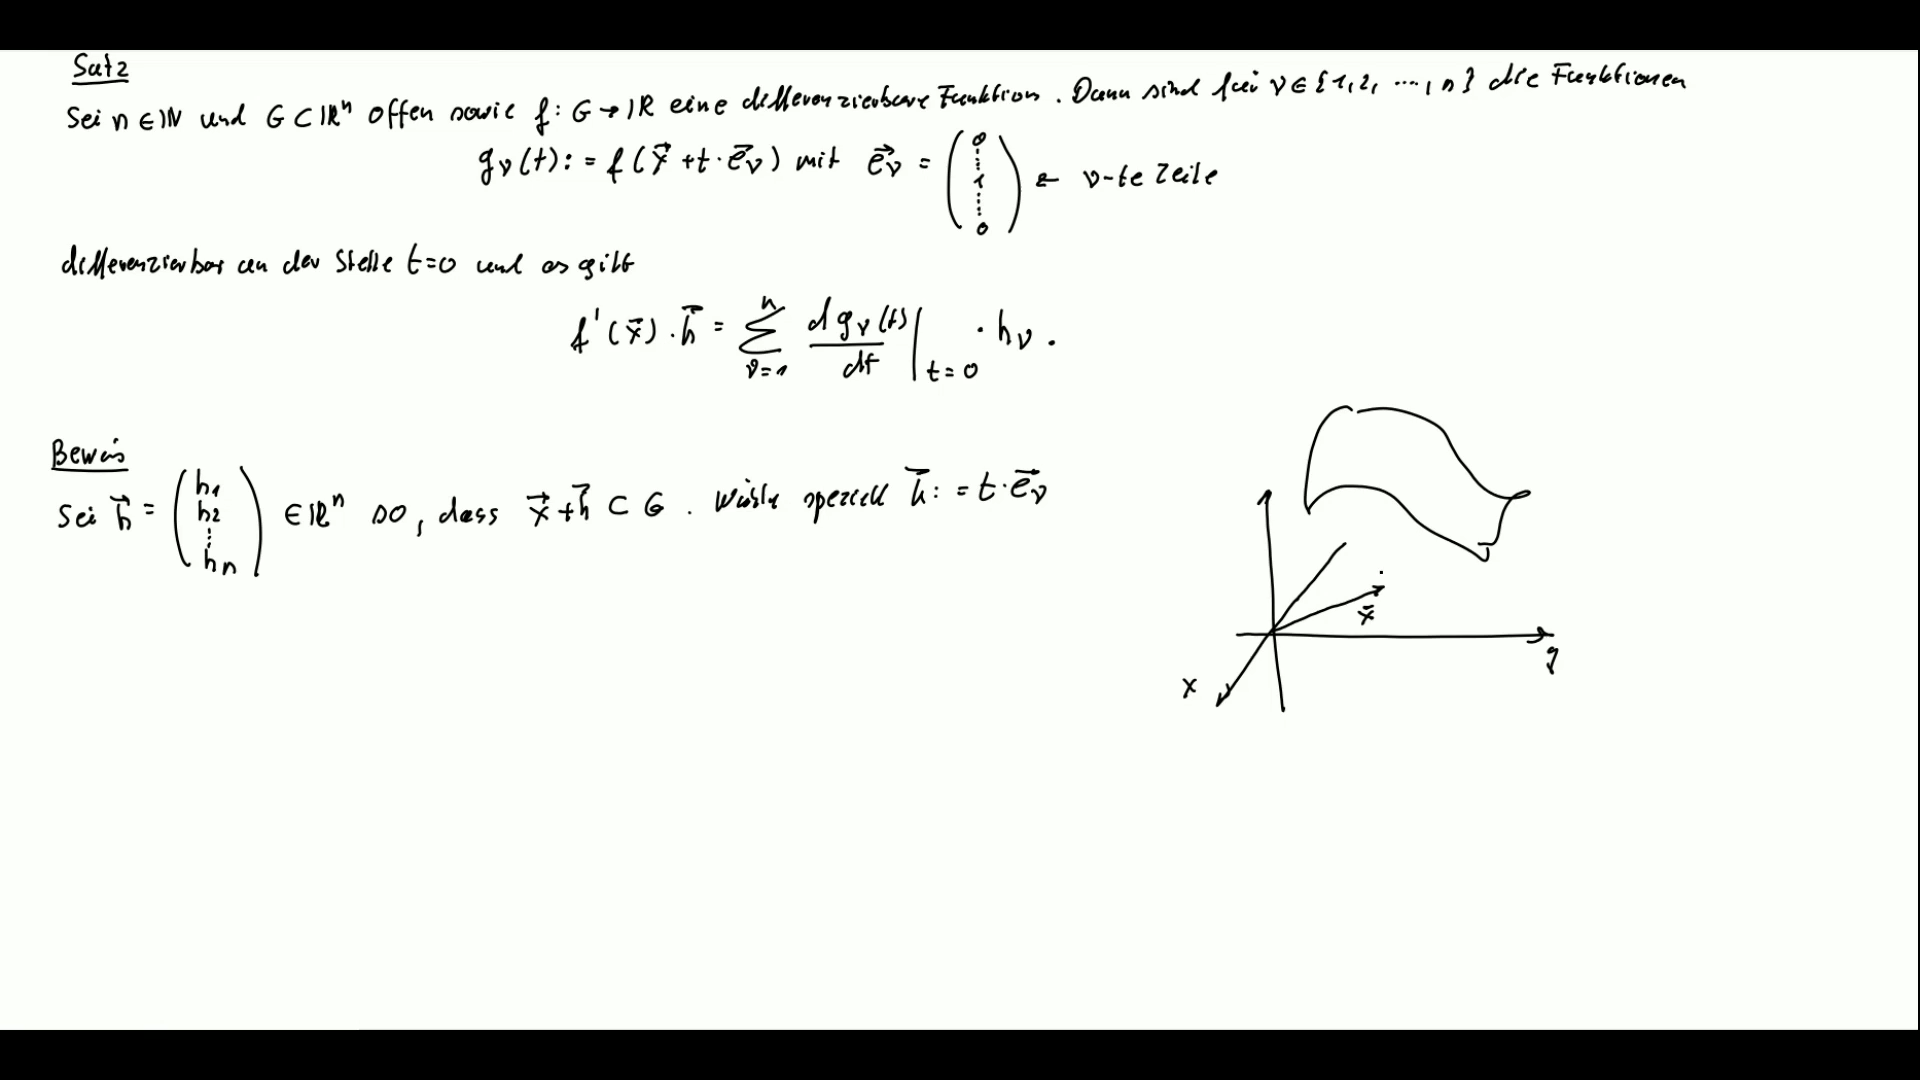 Satz
Sei n ∈ ℕ und G ⊂ ℝⁿ offen sowie f: G → ℝ eine differenzierbare Funktion. Dann sind für ν ∈ {1,2, ...., n} die Funktionen
g_ν(t) := f(x⃗ + t · e⃗_ν) mit e⃗_ν = (0 ⋮ 1 ⋮ 0) ← ν-te Zeile
differenzierbar an der Stelle t=0 und es gilt
f'(x⃗) · h⃗ = ∑_{ν=1}^{n} dg_ν(t)/dt |_{t=0} · h_ν .
Beweis
Sei h⃗ = (h₁ h₂ ⋮ hₙ) ∈ ℝⁿ so, dass x⃗ + h⃗ ⊂ G . Wähle speziell h⃗ := t · e⃗_ν
x⃗
y
x